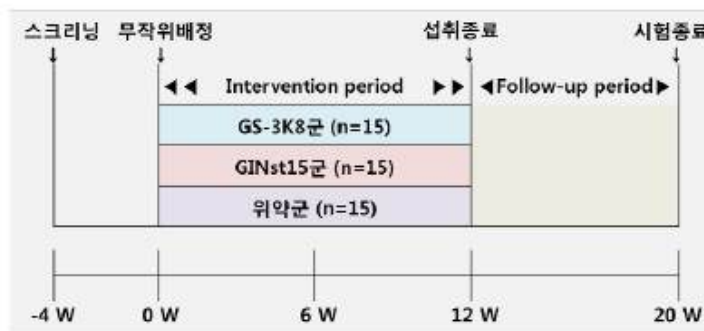 스크리닝 무작위배정 섭취종료 시험종료
↓ ↓ ↓ ↓
◀ ◀ Intervention period ▶ ▶ ◀Follow-up period▶
GS-3K8군 (n=15)
GINst15군 (n=15)
위약군 (n=15)
-4 W 0 W 6 W 12 W 20 W